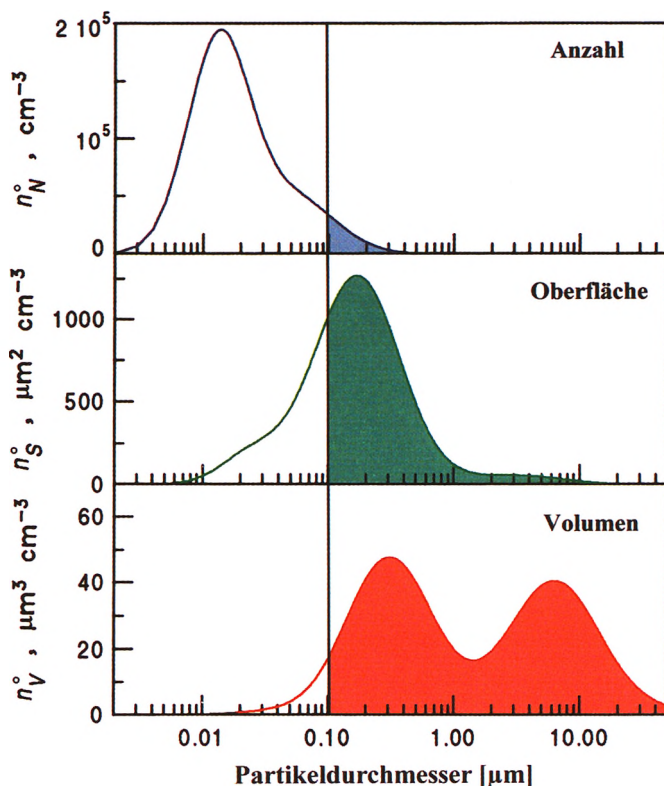 2 10⁵
Anzahl
10⁵
0
n°N , cm⁻³
Oberfläche
1000
500
0
n°S , µm² cm⁻³
Volumen
60
40
20
0
n°V , µm³ cm⁻³
0.01 0.10 1.00 10.00
Partikeldurchmesser [µm]